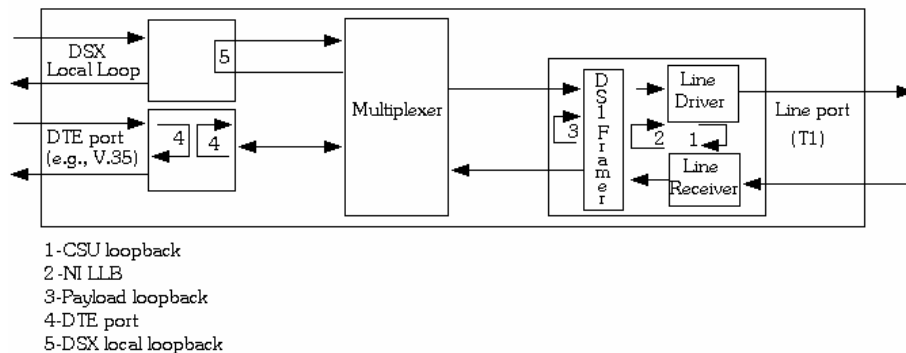 DSX
Local Loop
5
Multiplexer
DTE port
(e.g., V.35)
4
4
3
DS1 Framer
2
1
Line
Driver
Line
Receiver
Line port
(T1)
1-CSU loopback
2-NI LLB
3-Payload loopback
4-DTE port
5-DSX local loopback